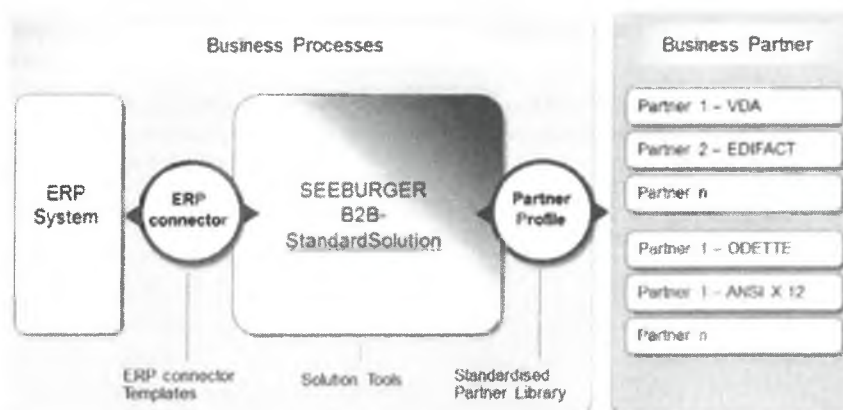 Business Processes
Business Partner
ERP
System
ERP
connector
SEEBURGER
B2B-
StandardSolution
Partner
Profile
Partner 1 – VDA
Partner 2 – EDIFACT
Partner n
Partner 1 – ODETTE
Partner 1 – ANSI X 12
Partner n
ERP connector
Templates
Solution Tools
Standardised
Partner Library